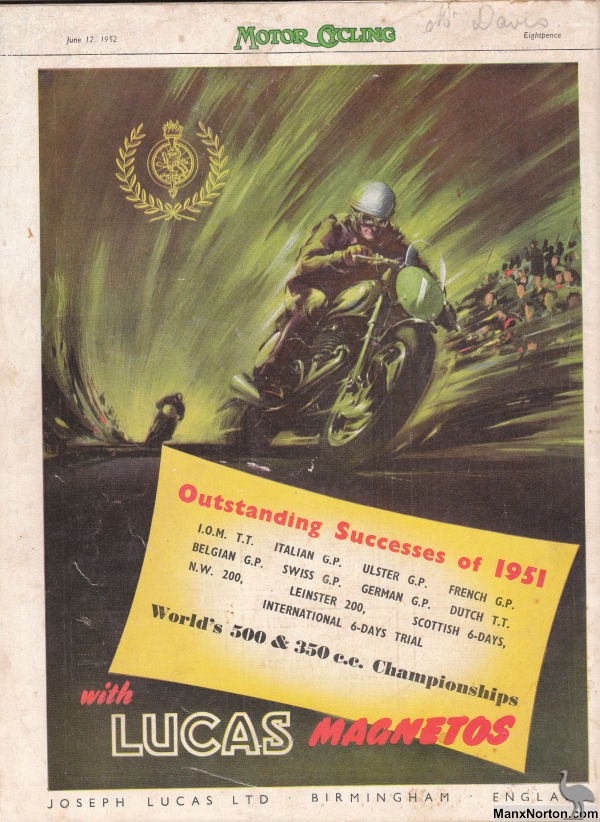 Mr Davis.
June 12, 1952
MOTOR CYCLING
Eightpence
Outstanding Successes of 1951
I.O.M. T.T. ITALIAN G.P. ULSTER G.P. FRENCH G.P.
BELGIAN G.P. SWISS G.P. GERMAN G.P. DUTCH T.T.
N.W. 200, LEINSTER 200, SCOTTISH 6-DAYS,
INTERNATIONAL 6-DAYS TRIAL
World's 500 & 350 c.c. Championships
with
LUCAS MAGNETOS
JOSEPH LUCAS LTD · BIRMINGHAM · ENGLA
ManxNorton.com